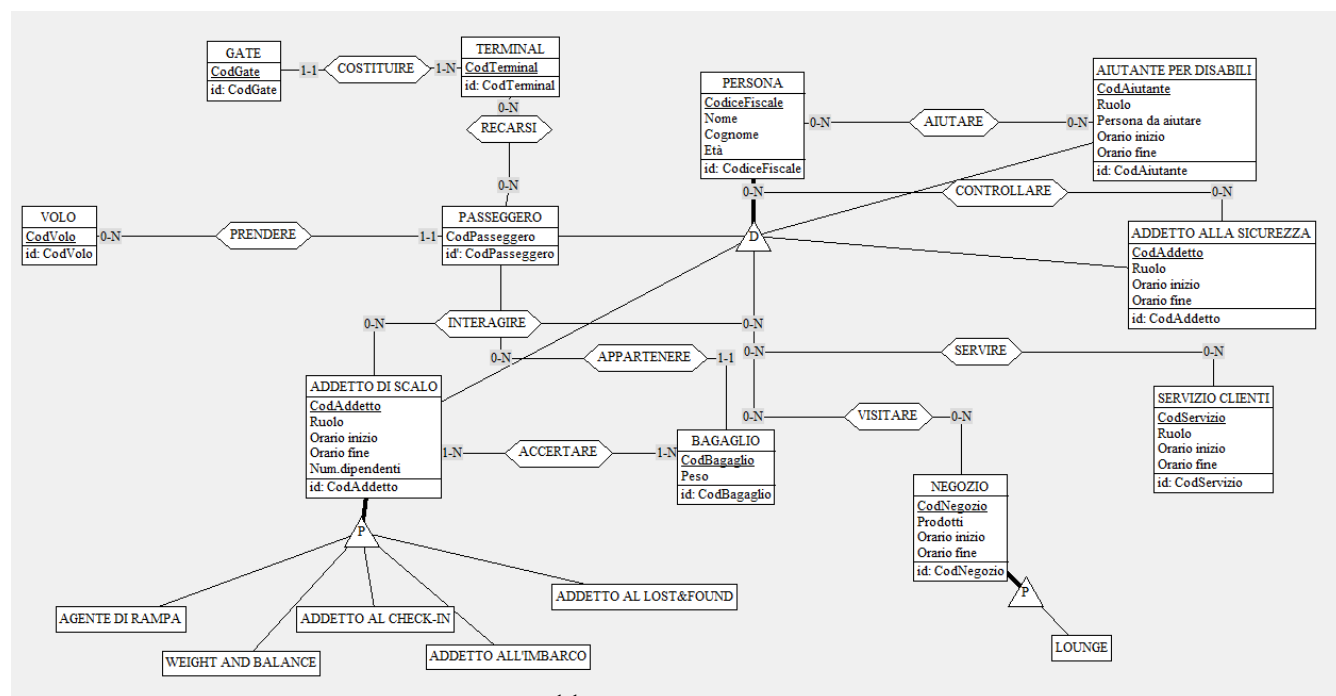 GATE
CodGate
id: CodGate
1-1
COSTITUIRE
1-N
TERMINAL
CodTerminal
id: CodTerminal
0-N
RECARSI
0-N
PERSONA
CodiceFiscale
Nome
Cognome
Età
id: CodiceFiscale
0-N
AIUTARE
0-N
AIUTANTE PER DISABILI
CodAiutante
Ruolo
Persona da aiutare
Orario inizio
Orario fine
id: CodAiutante
0-N
CONTROLLARE
0-N
VOLO
CodVolo
id: CodVolo
0-N
PRENDERE
1-1
PASSEGGERO
CodPasseggero
id': CodPasseggero
D
ADDETTO ALLA SICUREZZA
CodAddetto
Ruolo
Orario inizio
Orario fine
id: CodAddetto
0-N
INTERAGIRE
0-N
0-N
APPARTENERE
1-1
0-N
SERVIRE
0-N
ADDETTO DI SCALO
CodAddetto
Ruolo
Orario inizio
Orario fine
Num.dipendenti
id: CodAddetto
1-N
ACCERTARE
1-N
BAGAGLIO
CodBagaglio
Peso
id: CodBagaglio
0-N
VISITARE
0-N
SERVIZIO CLIENTI
CodServizio
Ruolo
Orario inizio
Orario fine
id: CodServizio
NEGOZIO
CodNegozio
Prodotti
Orario inizio
Orario fine
id: CodNegozio
P
P
AGENTE DI RAMPA
WEIGHT AND BALANCE
ADDETTO AL CHECK-IN
ADDETTO ALL'IMBARCO
ADDETTO AL LOST&FOUND
LOUNGE